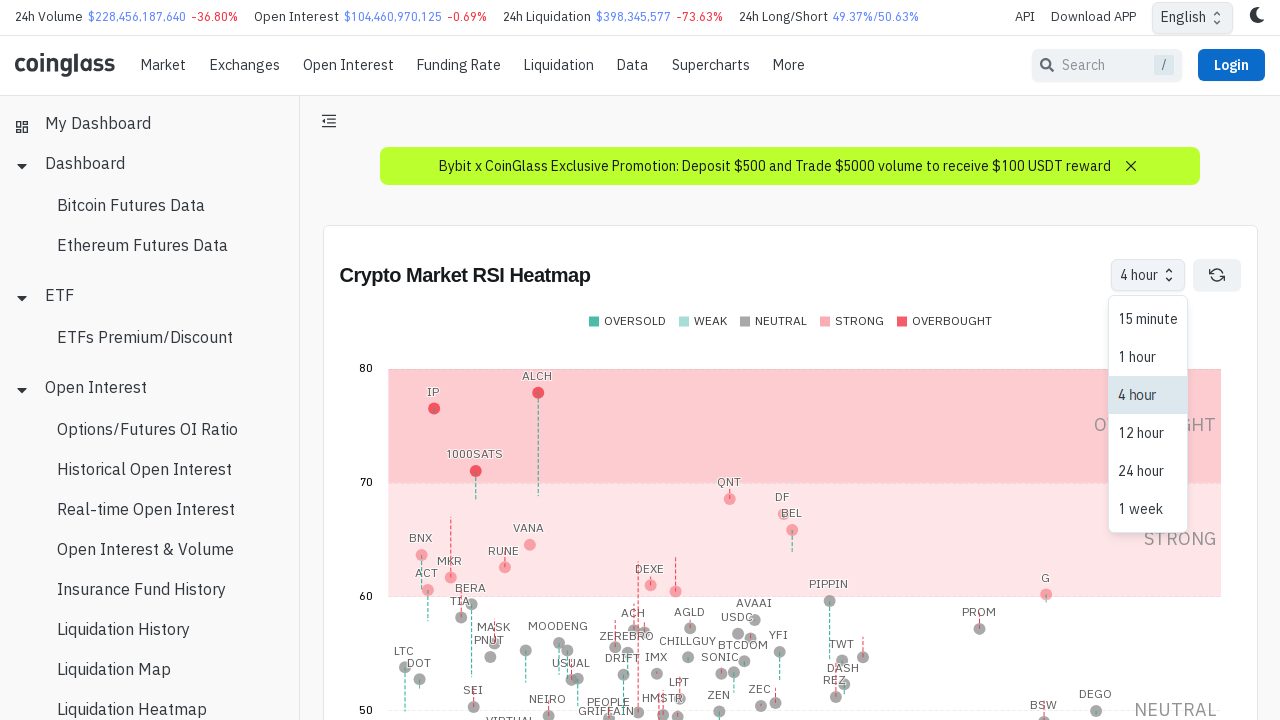 24h Volume $228,456,187,640 -36.80% Open Interest $104,460,970,125 -0.69% 24h Liquidation $398,345,577 -73.63% 24h Long/Short 49.37%/50.63% API Download APP English
coinglass Market Exchanges Open Interest Funding Rate Liquidation Data Supercharts More Search / Login
My Dashboard
Dashboard
Bitcoin Futures Data
Ethereum Futures Data
ETF
ETFs Premium/Discount
Open Interest
Options/Futures OI Ratio
Historical Open Interest
Real-time Open Interest
Open Interest & Volume
Insurance Fund History
Liquidation History
Liquidation Map
Liquidation Heatmap
Bybit x CoinGlass Exclusive Promotion: Deposit $500 and Trade $5000 volume to receive $100 USDT reward
Crypto Market RSI Heatmap
4 hour
15 minute
1 hour
4 hour
12 hour
24 hour
1 week
OVERSOLD WEAK NEUTRAL STRONG OVERBOUGHT
80
ALCH
IP
1000SATS
70
QNT
DF
BEL
STRONG
VANA
BNX
RUNE
MKR
DEXE
ACT
G
PIPPIN
BERA
60
TIA
AVAAI
ACH
AGLD
PROM
USDC
MASK
MOODENG
ZEREBRO
YFI
PNUT
CHILLGUY
BTCDOM
TWT
LTC
DOT
USUAL
DRIFT
IMX
SONIC
DASH
REZ
LPT
SEI
ZEC
NEIRO
PEOPLE
HMSTR
ZEN
DEGO
BSW
50
GRIFFAIN
NEUTRAL
VIRTUAL